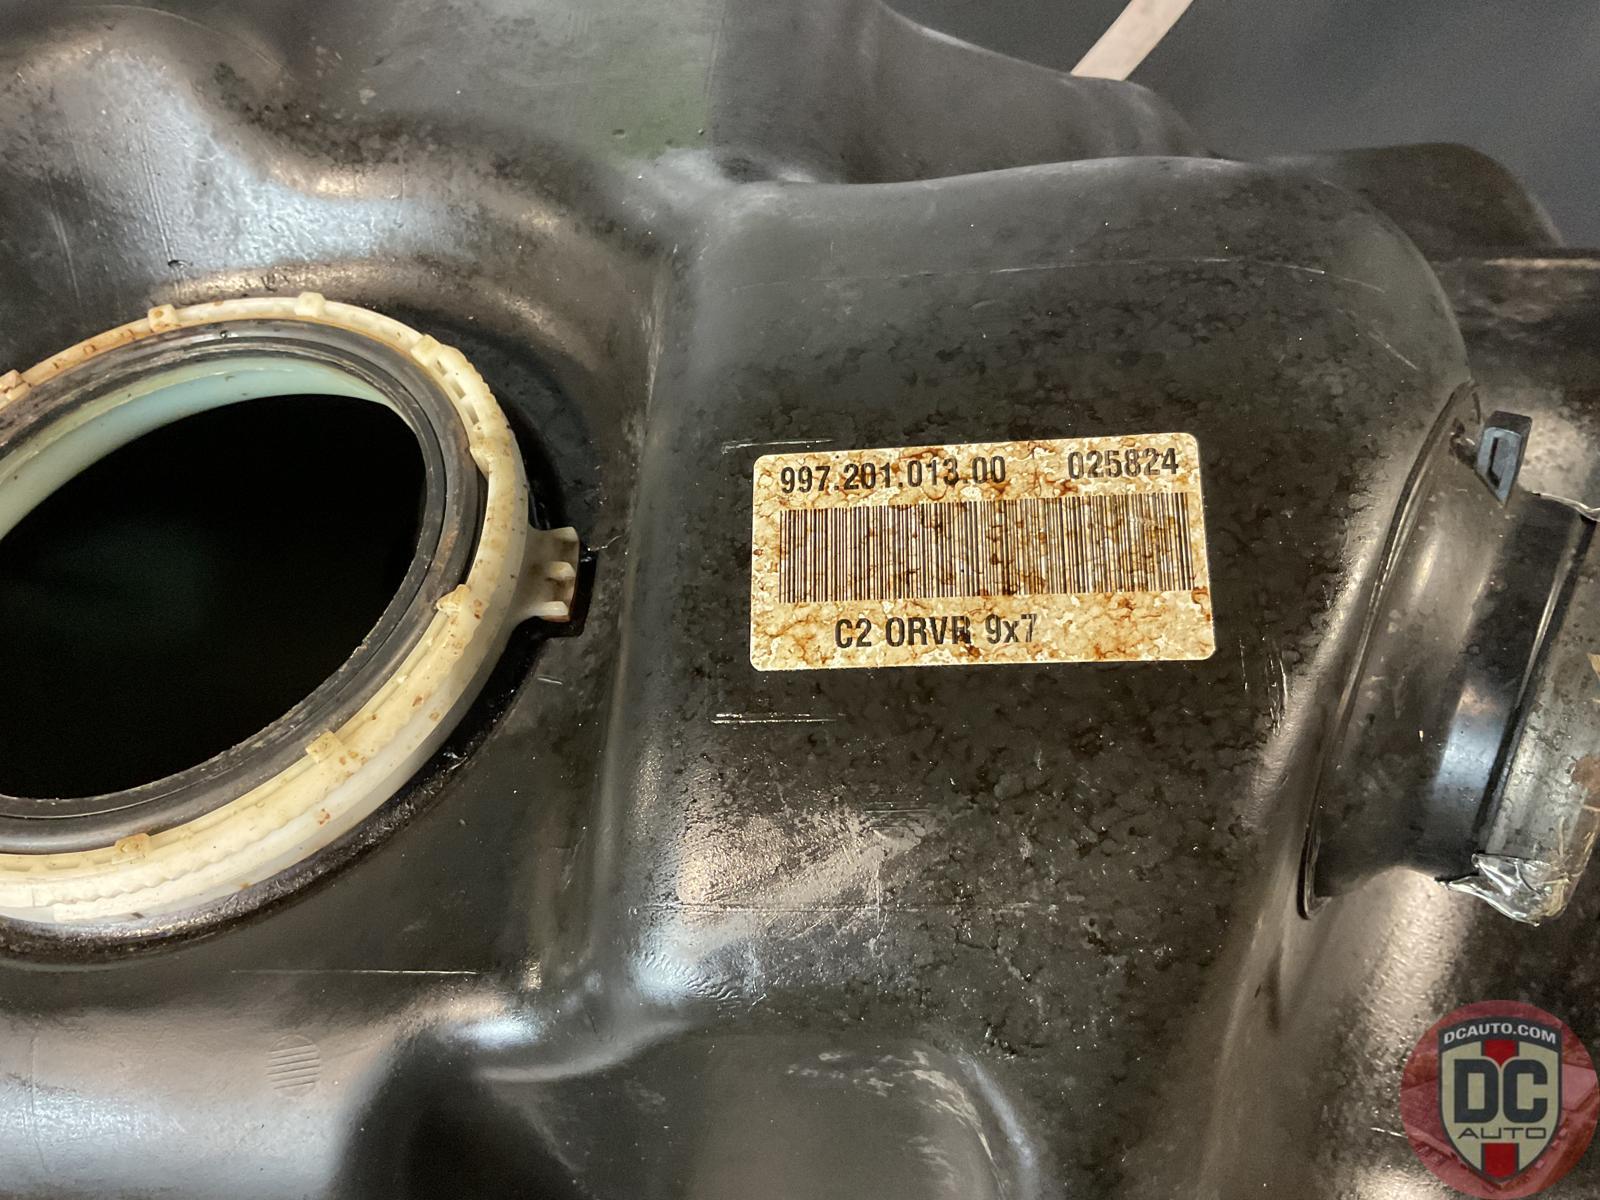 997.201.013.00 025824
C2 ORVR 9x7
DCAUTO.COM
DC
AUTO